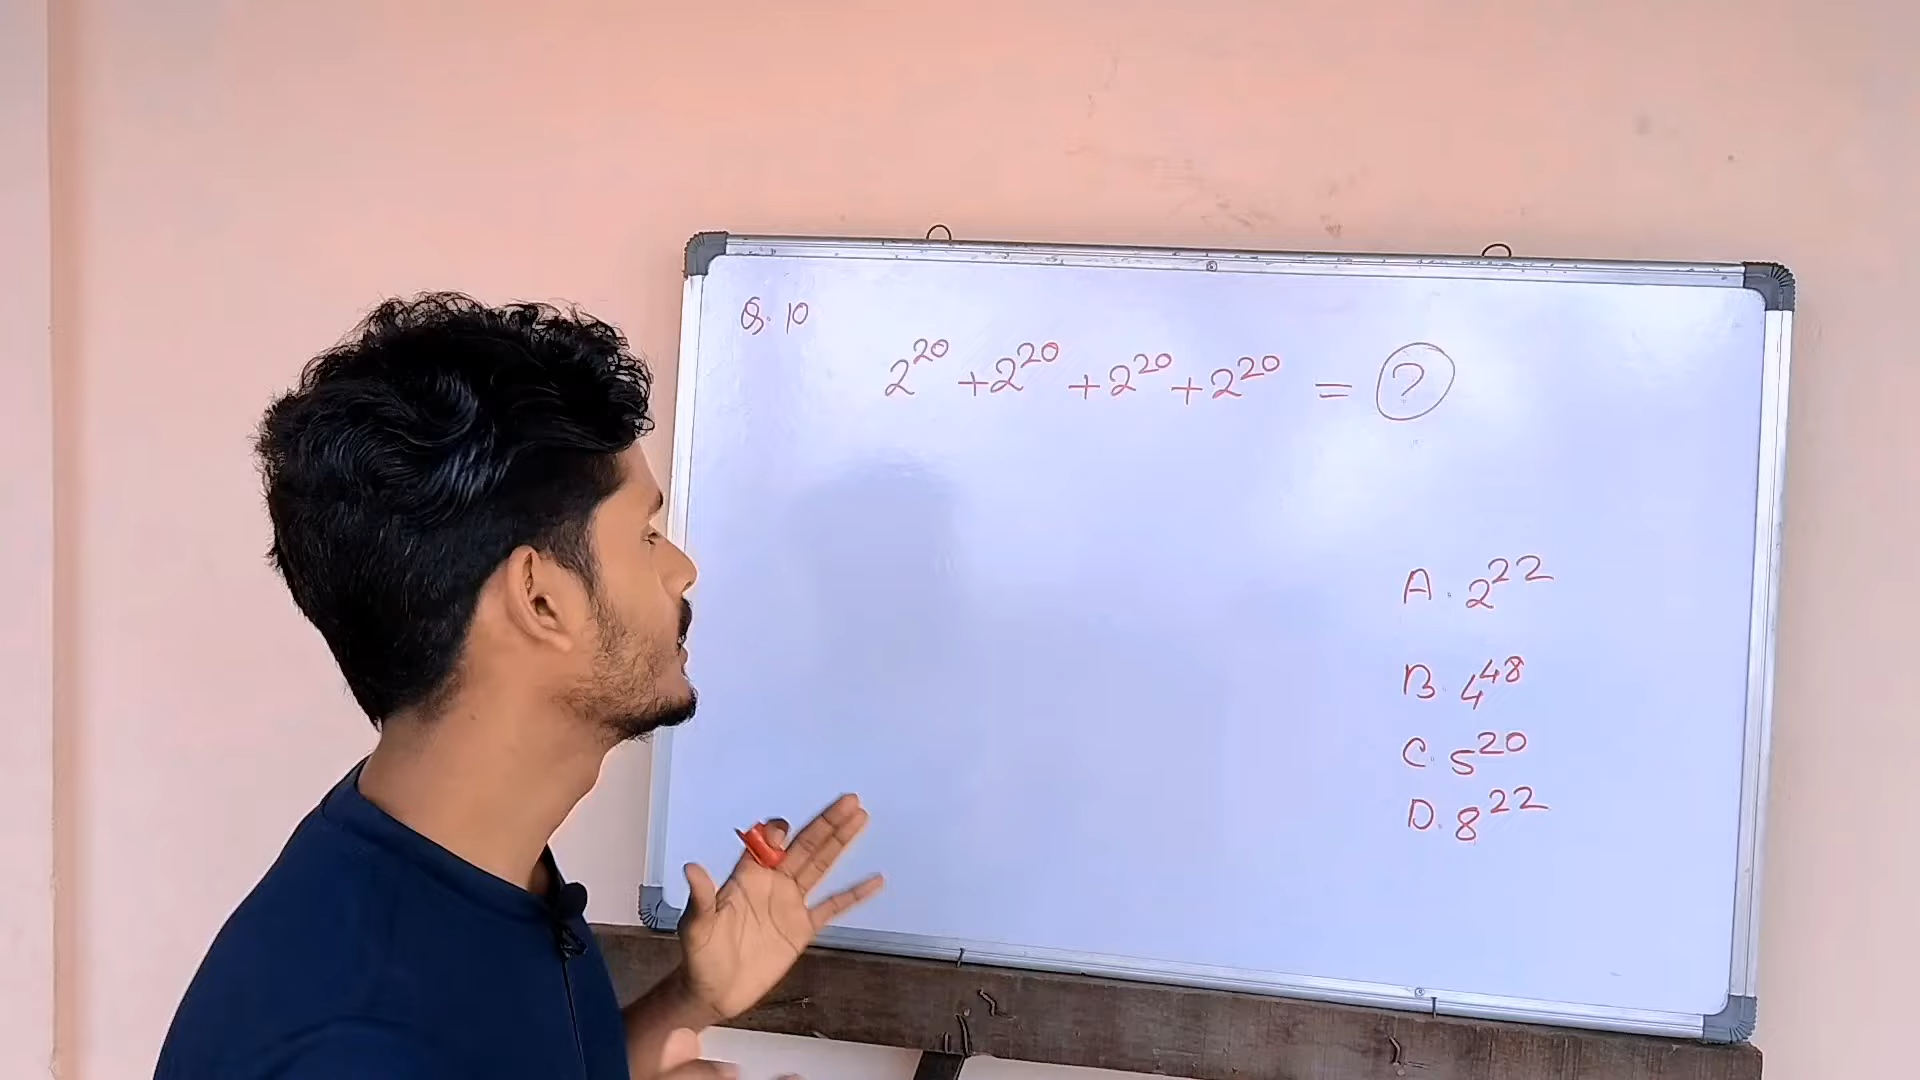 Q. 10
2²⁰ + 2²⁰ + 2²⁰ + 2²⁰ = ?
A. 2²²
B. 4⁴⁸
C. 5²⁰
D. 8²²